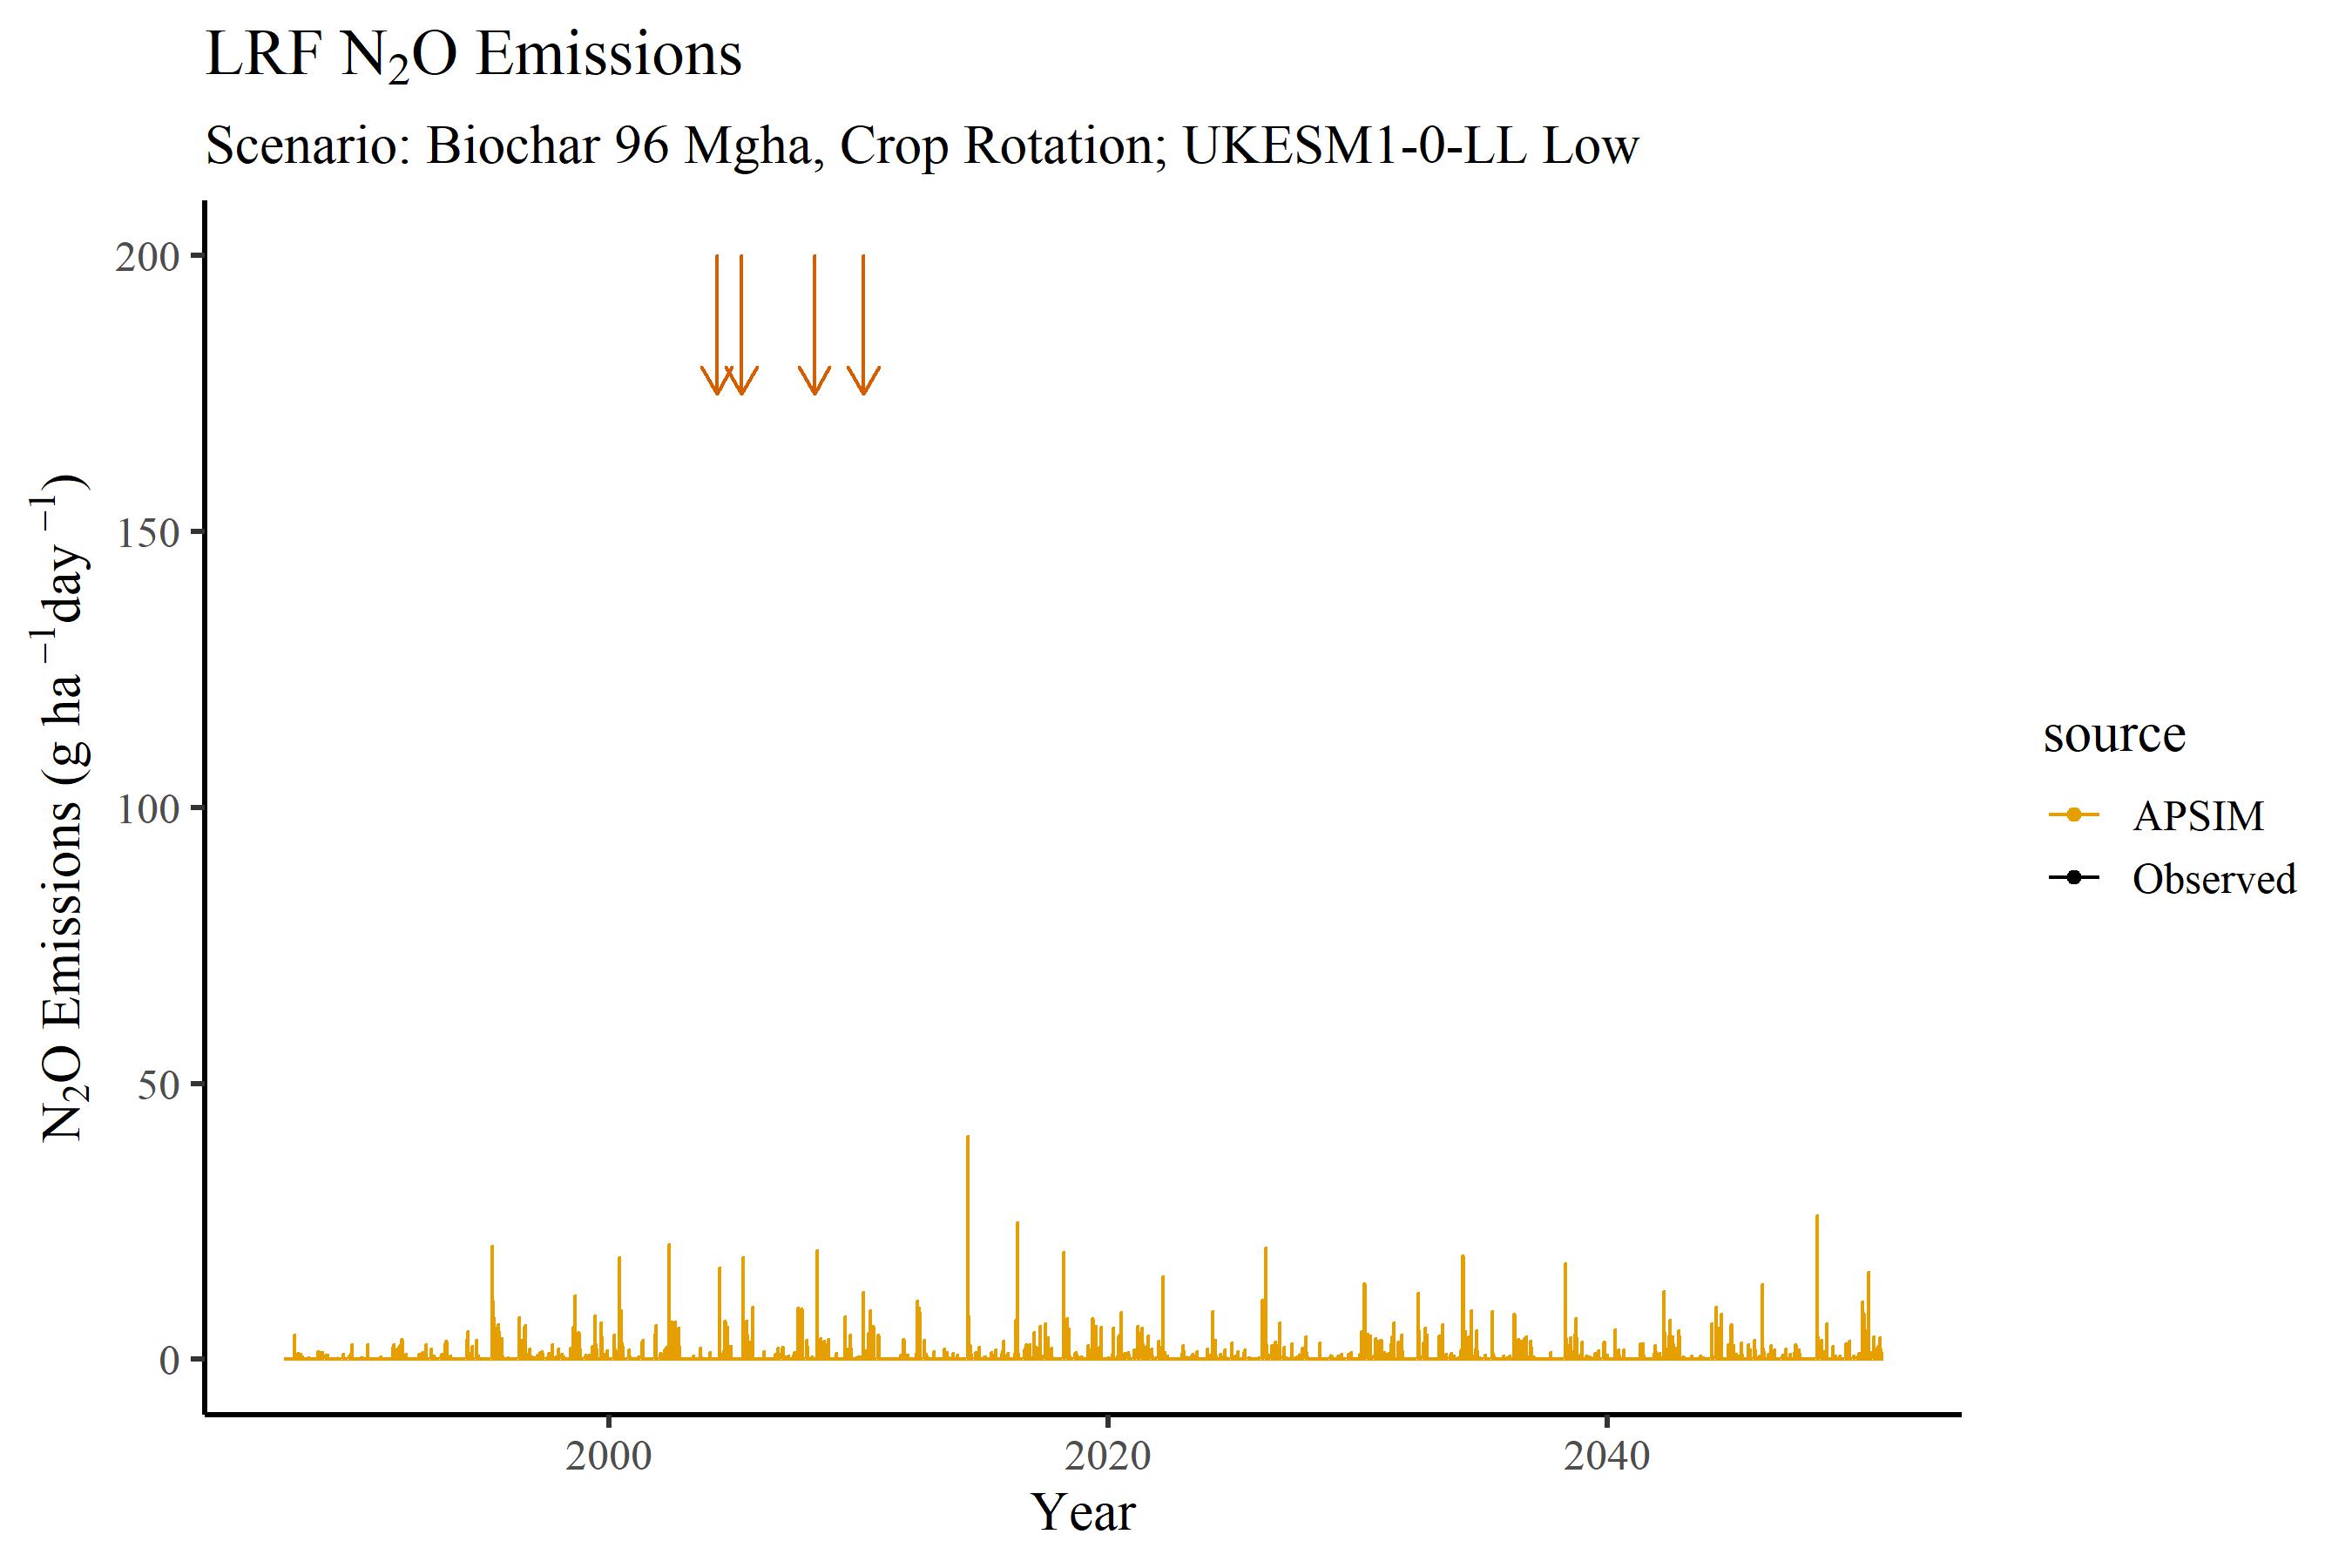 LRF N₂O Emissions
Scenario: Biochar 96 Mgha, Crop Rotation; UKESM1-0-LL Low
N₂O Emissions (g ha ⁻¹day ⁻¹)
200
150
100
50
0
2000 2020 2040
Year
source
APSIM
Observed